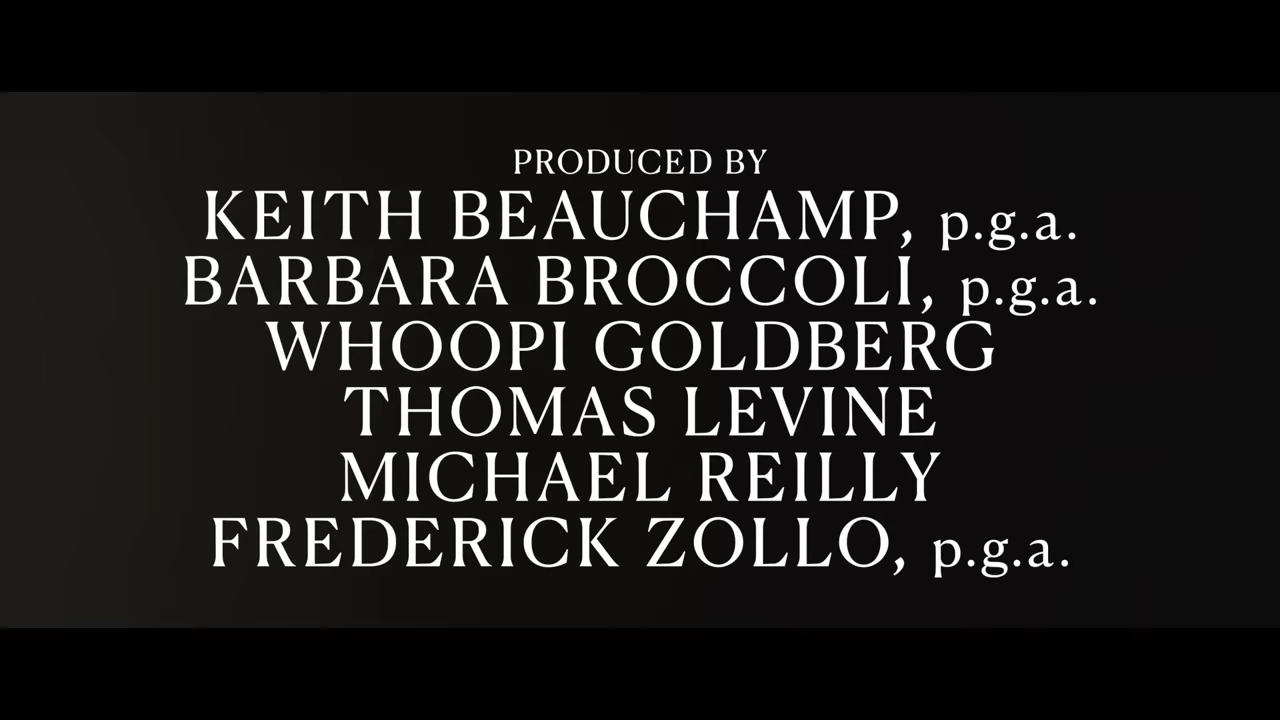 PRODUCED BY
KEITH BEAUCHAMP, p.g.a.
BARBARA BROCCOLI, p.g.a.
WHOOPI GOLDBERG
THOMAS LEVINE
MICHAEL REILLY
FREDERICK ZOLLO, p.g.a.